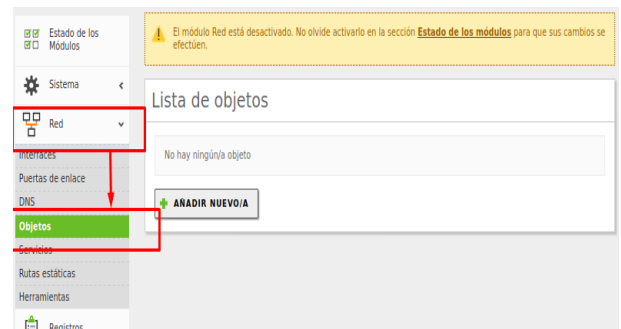 Estado de los
Módulos
Sistema
Red
Interfaces
Puertas de enlace
DNS
Objetos
Servicios
Rutas estáticas
Herramientas
Registros
El módulo Red está desactivado. No olvide activarlo en la sección Estado de los módulos para que sus cambios se
efectúen.
Lista de objetos
No hay ningún/a objeto
AÑADIR NUEVO/A